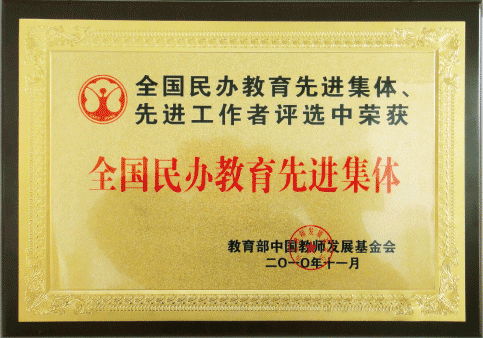 全国民办教育先进集体、
先进工作者评选中荣获
全国民办教育先进集体
教育部中国教师发展基金会
二〇一〇年十一月